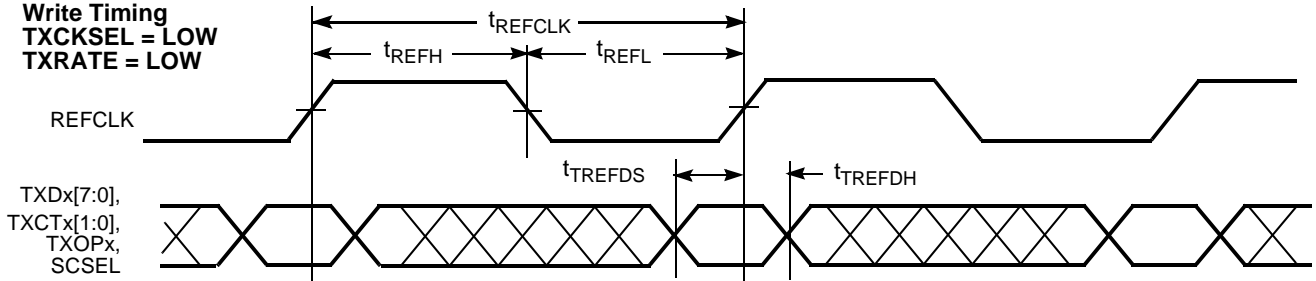 Write Timing
TXCKSEL = LOW
TXRATE = LOW
tREFCLK
tREFH
tREFL
REFCLK
tTREFDS
tTREFDH
TXDx[7:0],
TXCTx[1:0],
TXOPx,
SCSEL